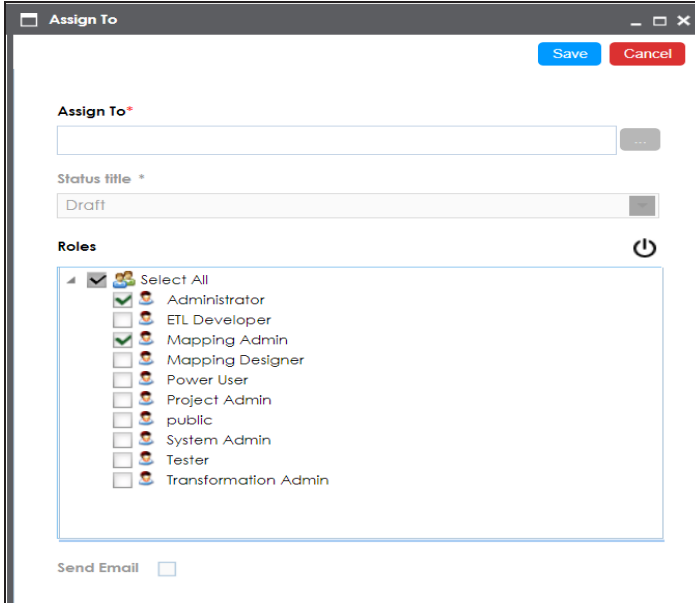 Assign To
Save Cancel
Assign To*
...
Status title *
Draft
Roles
Select All
Administrator
ETL Developer
Mapping Admin
Mapping Designer
Power User
Project Admin
public
System Admin
Tester
Transformation Admin
Send Email